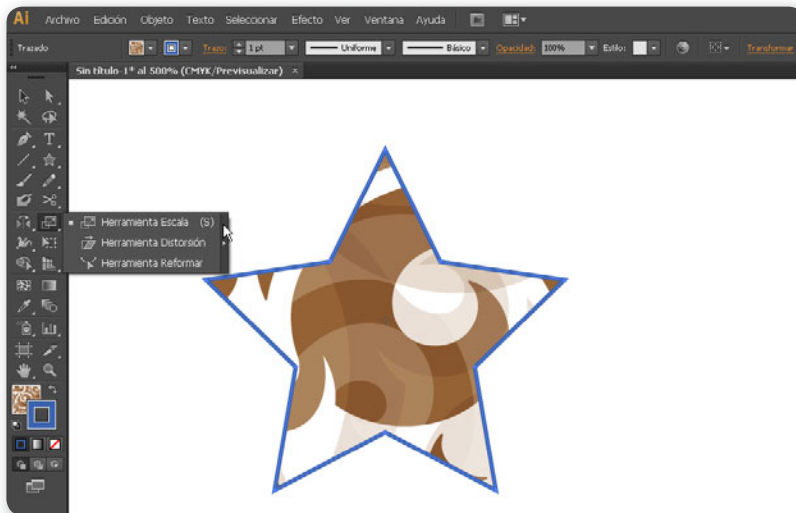 Ai Archivo Edición Objeto Texto Seleccionar Efecto Ver Ventana Ayuda Br
Trazado Trazo: 1 pt Uniforme Básico Opacidad: 100% Estilo: Transformar
Sin título-1* al 500% (CMYK/Previsualizar) ×
T
Herramienta Escala (S)
Herramienta Distorsión
Herramienta Reformar